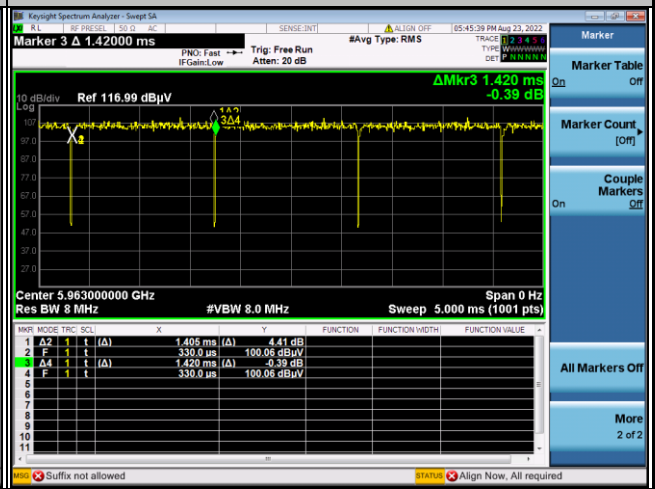 Keysight Spectrum Analyzer - Swept SA
RL RF PRESEL 50 Ω AC SENSE:INT ALIGN OFF 05:45:39 PM Aug 23, 2022
Marker 3 Δ 1.42000 ms #Avg Type: RMS TRACE 1 2 3 4 5 6
PNO: Fast Trig: Free Run TYPE WWWWWW
IFGain:Low Atten: 20 dB DET P N N N N N
ΔMkr3 1.420 ms
10 dB/div Ref 116.99 dBµV -0.39 dB
Log
1Δ2
3Δ4
107
97.0
87.0
77.0
67.0
57.0
47.0
37.0
27.0
Center 5.963000000 GHz Span 0 Hz
Res BW 8 MHz #VBW 8.0 MHz Sweep 5.000 ms (1001 pts)
MKR MODE TRC SCL X Y FUNCTION FUNCTION WIDTH FUNCTION VALUE
1 Δ2 1 t (Δ) 1.405 ms (Δ) 4.41 dB
2 F 1 t 330.0 µs 100.06 dBµV
3 Δ4 1 t (Δ) 1.420 ms (Δ) -0.39 dB
4 F 1 t 330.0 µs 100.06 dBµV
5
6
7
8
9
10
11
MSG Suffix not allowed STATUS Align Now, All required
Marker
Marker Table
On Off
Marker Count
[Off]
Couple
Markers
On Off
All Markers Off
More
2 of 2